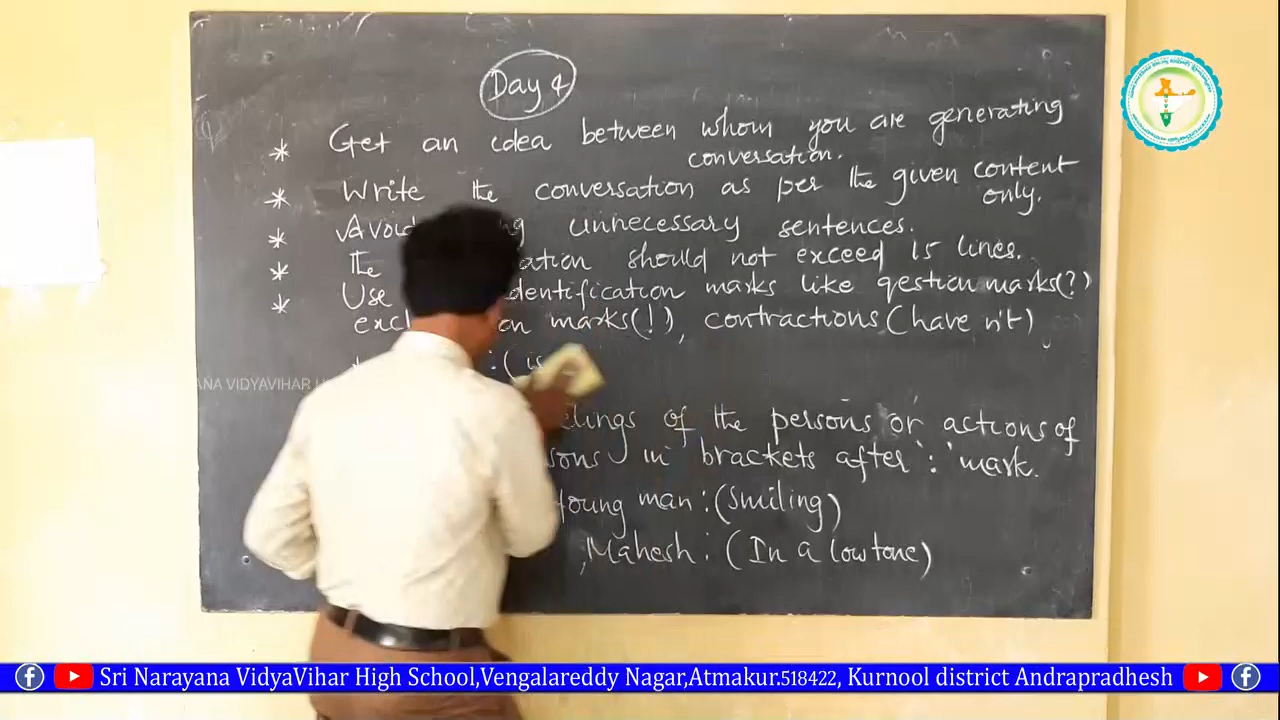 Day 4
* Get an idea between whom you are generating
conversation.
* Write the conversation as per the given content
only.
* Avoid unnecessary sentences.
* The should not exceed 15 lines.
* Use identification marks like qestion marks(?)
marks(!), contractions (have n't)
: (is
of the persons or actions of
in brackets after ':' mark.
Young man : (Smiling)
Mahesh : (In a low tone)
Sri Narayana VidyaVihar High School,Vengalareddy Nagar,Atmakur.518422, Kurnool district Andrapradhesh